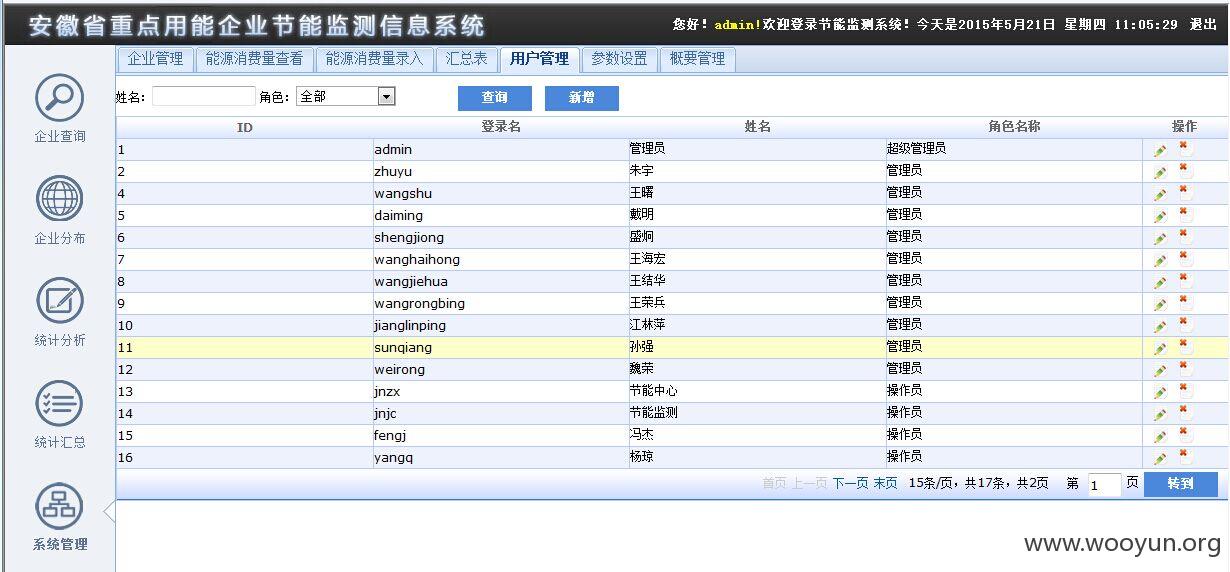 安徽省重点用能企业节能监测信息系统
您好！admin！欢迎登录节能监测系统！今天是2015年5月21日 星期四 11:05:29 退出
企业管理 能源消费量查看 能源消费量录入 汇总表 用户管理 参数设置 概要管理
姓名： 角色：全部 查询 新增
ID 登录名 姓名 角色名称 操作
1 admin 管理员 超级管理员
2 zhuyu 朱宇 管理员
4 wangshu 王曙 管理员
5 daiming 戴明 管理员
6 shengjiong 盛炯 管理员
7 wanghaihong 王海宏 管理员
8 wangjiehua 王结华 管理员
9 wangrongbing 王荣兵 管理员
10 jianglinping 江林萍 管理员
11 sunqiang 孙强 管理员
12 weirong 魏荣 管理员
13 jnzx 节能中心 操作员
14 jnjc 节能监测 操作员
15 fengj 冯杰 操作员
16 yangq 杨琼 操作员
首页 上一页 下一页 末页 15条/页，共17条，共2页 第 1 页 转到
企业查询
企业分布
统计分析
统计汇总
系统管理
www.wooyun.org